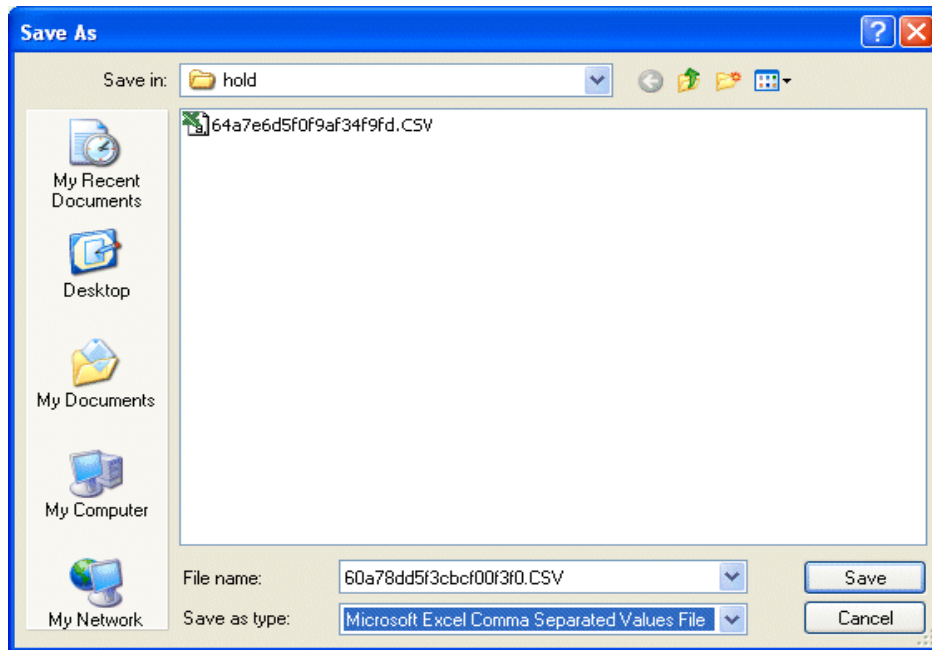 Save As
Save in: hold
64a7e6d5f0f9af34f9fd.CSV
My Recent
Documents
Desktop
My Documents
My Computer
My Network
File name: 60a78dd5f3cbcf00f3f0.CSV Save
Save as type: Microsoft Excel Comma Separated Values File Cancel